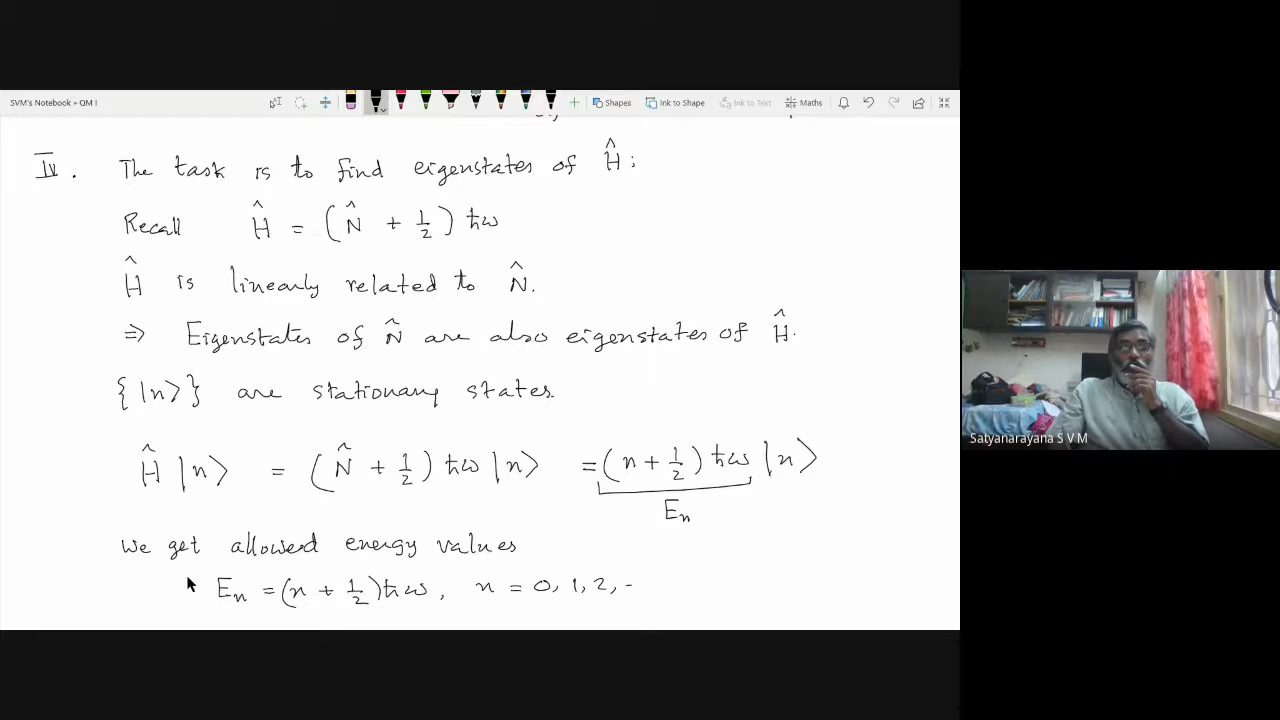 SVM's Notebook » QM I
Shapes Ink to Shape Ink to Text Maths
IV. The task is to find eigenstates of Ĥ:
Recall Ĥ = (N̂ + 1/2) ħω
Ĥ is linearly related to N̂.
⇒ Eigenstates of N̂ are also eigenstates of Ĥ.
{|n⟩} are stationary states.
Ĥ |n⟩ = (N̂ + 1/2) ħω |n⟩ = (n + 1/2) ħω |n⟩
En
We get allowed energy values
En = (n + 1/2) ħω, n = 0, 1, 2, -
Satyanarayana S V M